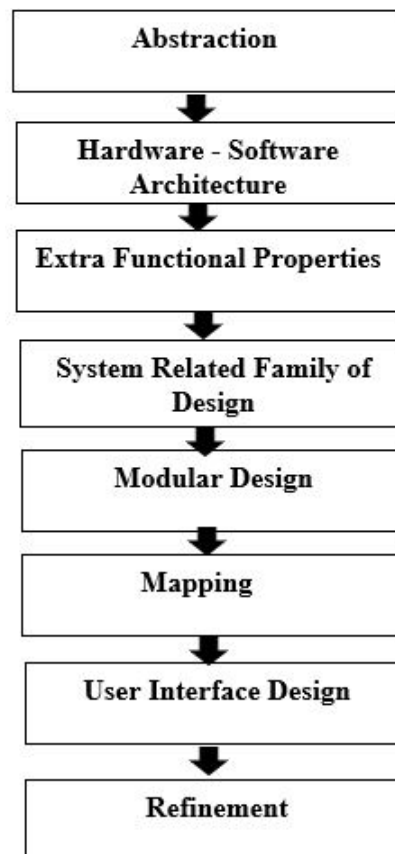 Abstraction
Hardware - Software
Architecture
Extra Functional Properties
System Related Family of
Design
Modular Design
Mapping
User Interface Design
Refinement